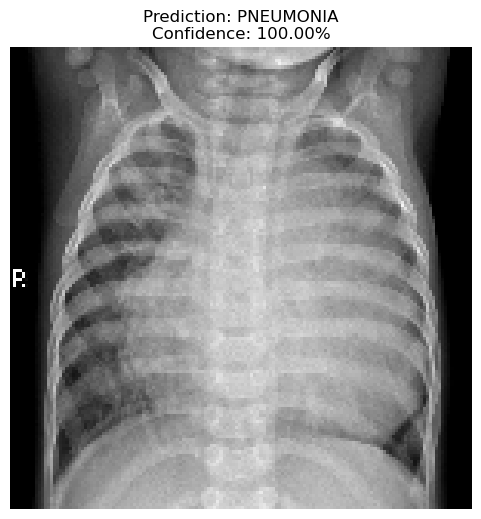 Prediction: PNEUMONIA
Confidence: 100.00%
R